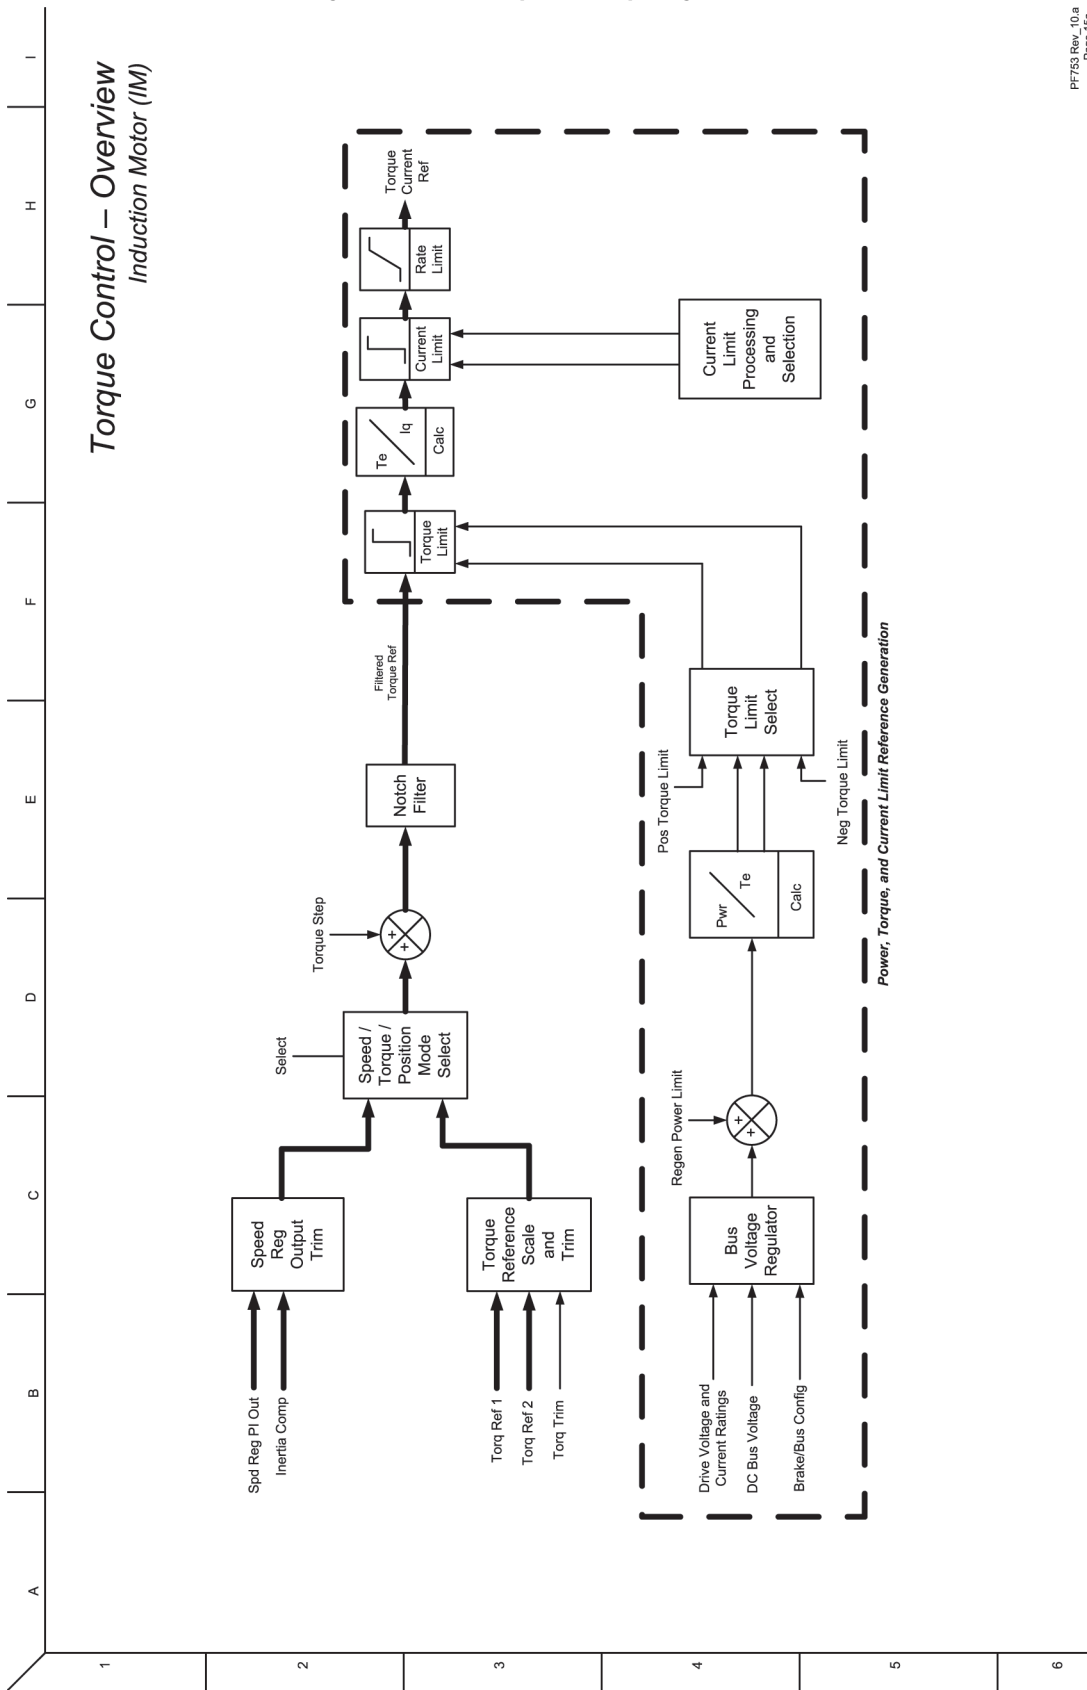 Torque Control – Overview
Induction Motor (IM)
A
B
C
D
E
F
G
H
I
1
2
3
4
5
6
Spd Reg PI Out
Inertia Comp
Speed
Reg
Output
Trim
Torq Ref 1
Torq Ref 2
Torq Trim
Torque
Reference
Scale
and
Trim
Select
Speed /
Torque /
Position
Mode
Select
Torque Step
+
+
Notch
Filter
Filtered
Torque Ref
Torque
Limit
Te
Iq
Calc
Current
Limit
Rate
Limit
Torque
Current
Ref
Drive Voltage and
Current Ratings
DC Bus Voltage
Brake/Bus Config
Bus
Voltage
Regulator
Regen Power Limit
+
+
Pwr
Te
Calc
Pos Torque Limit
Neg Torque Limit
Torque
Limit
Select
Current
Limit
Processing
and
Selection
Power, Torque, and Current Limit Reference Generation
PF753 Rev_10.a